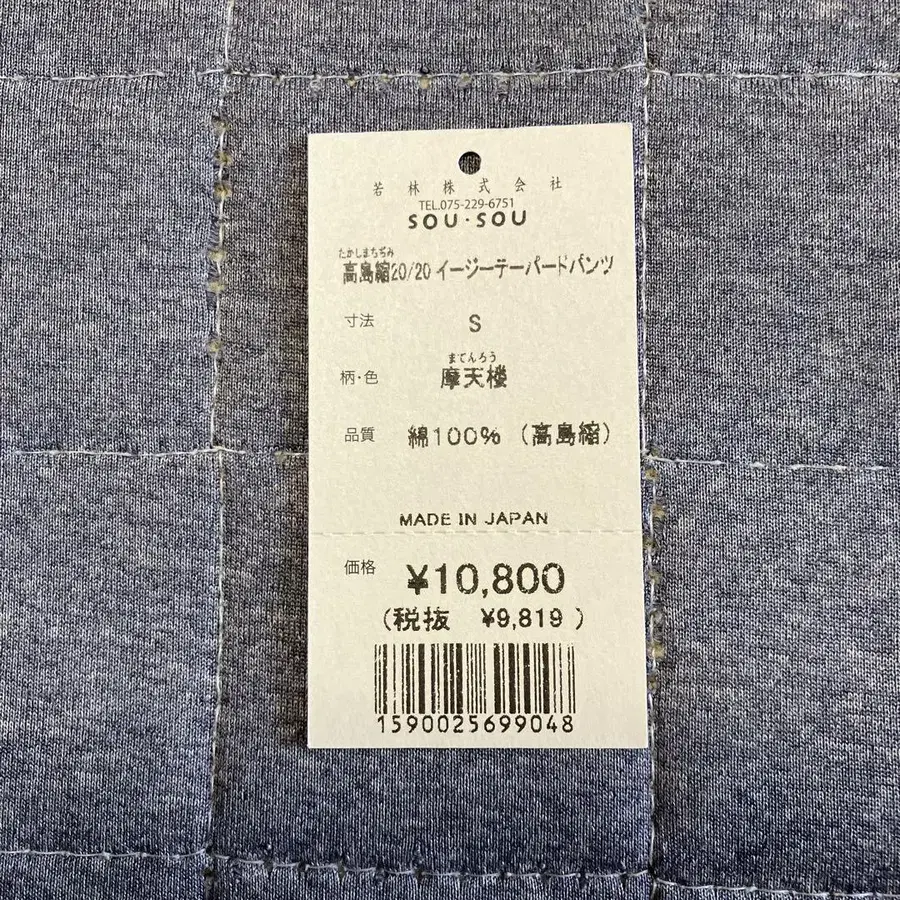 若林株式会社
TEL.075-229-6751
SOU・SOU
たかしまちぢみ
高島縮20/20 イージーテーパードパンツ
寸法 S
まてんろう
柄・色 摩天楼
品質 綿100% (高島縮)
MADE IN JAPAN
価格 ¥10,800
(税抜 ¥9,819 )
1590025699048